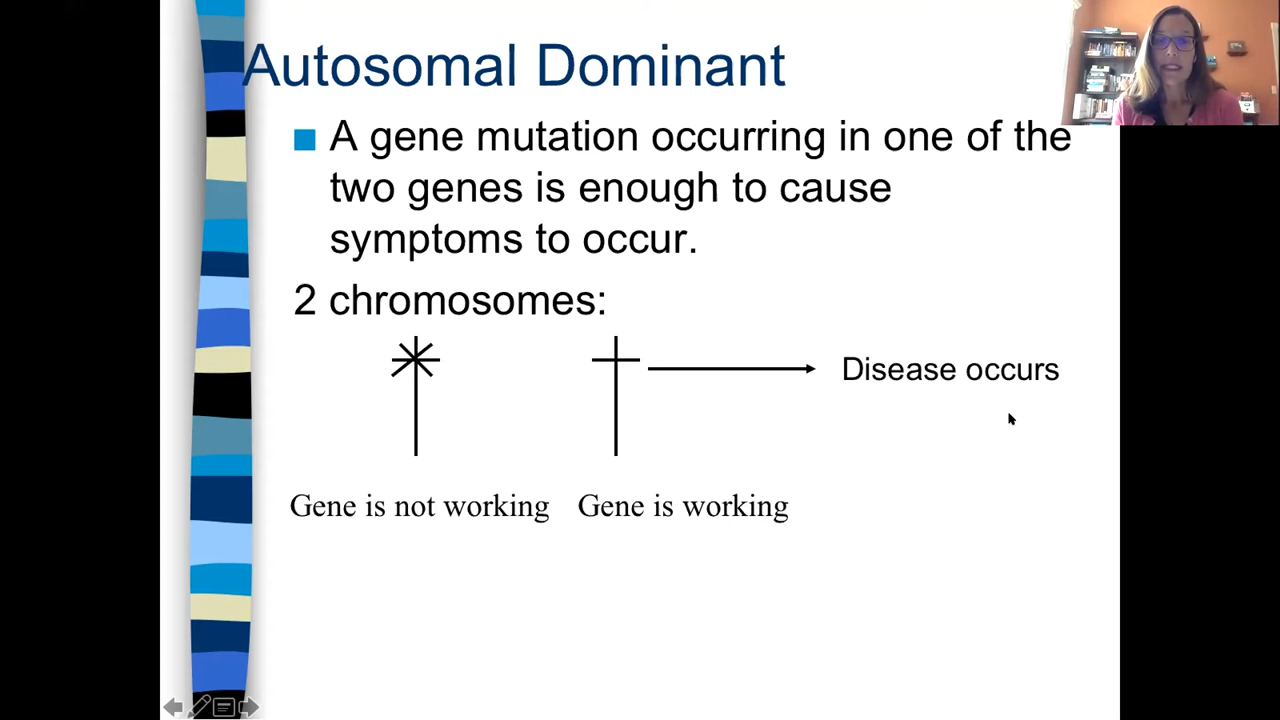 Autosomal Dominant
A gene mutation occurring in one of the
two genes is enough to cause
symptoms to occur.
2 chromosomes:
Disease occurs
Gene is not working
Gene is working